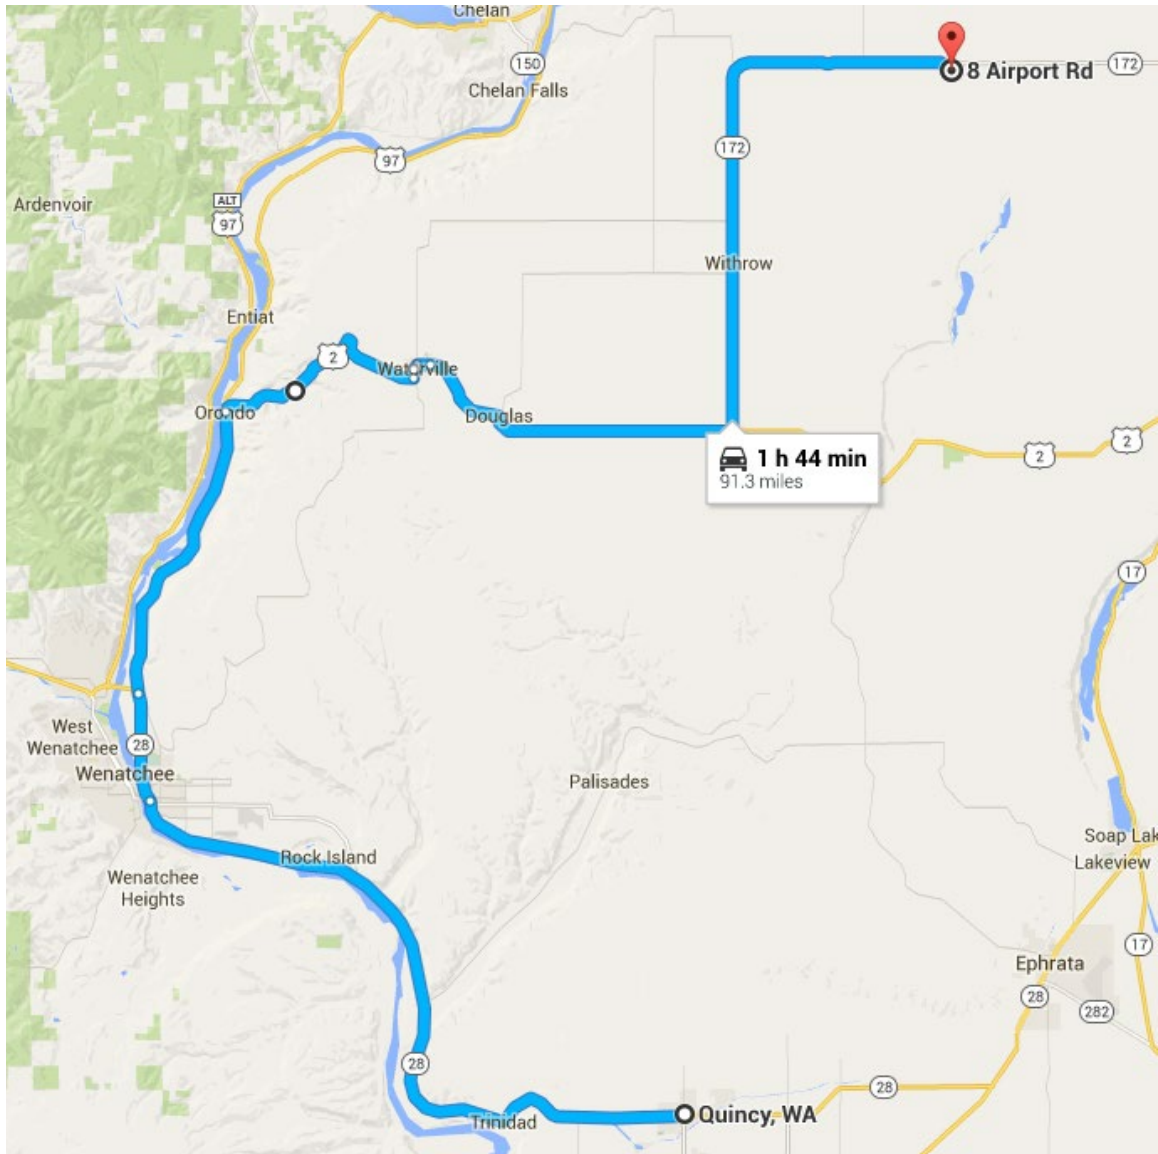 Chelan
150
8 Airport Rd
172
Chelan Falls
172
97
Ardenvoir
ALT
97
Withrow
Entiat
2
Waterville
Orondo
Douglas
1 h 44 min
91.3 miles
2
2
17
West
Wenatchee
28
Wenatchee
Palisades
Soap Lak
Lakeview
Rock Island
Wenatchee
Heights
17
Ephrata
28
282
28
28
Trinidad
Quincy, WA